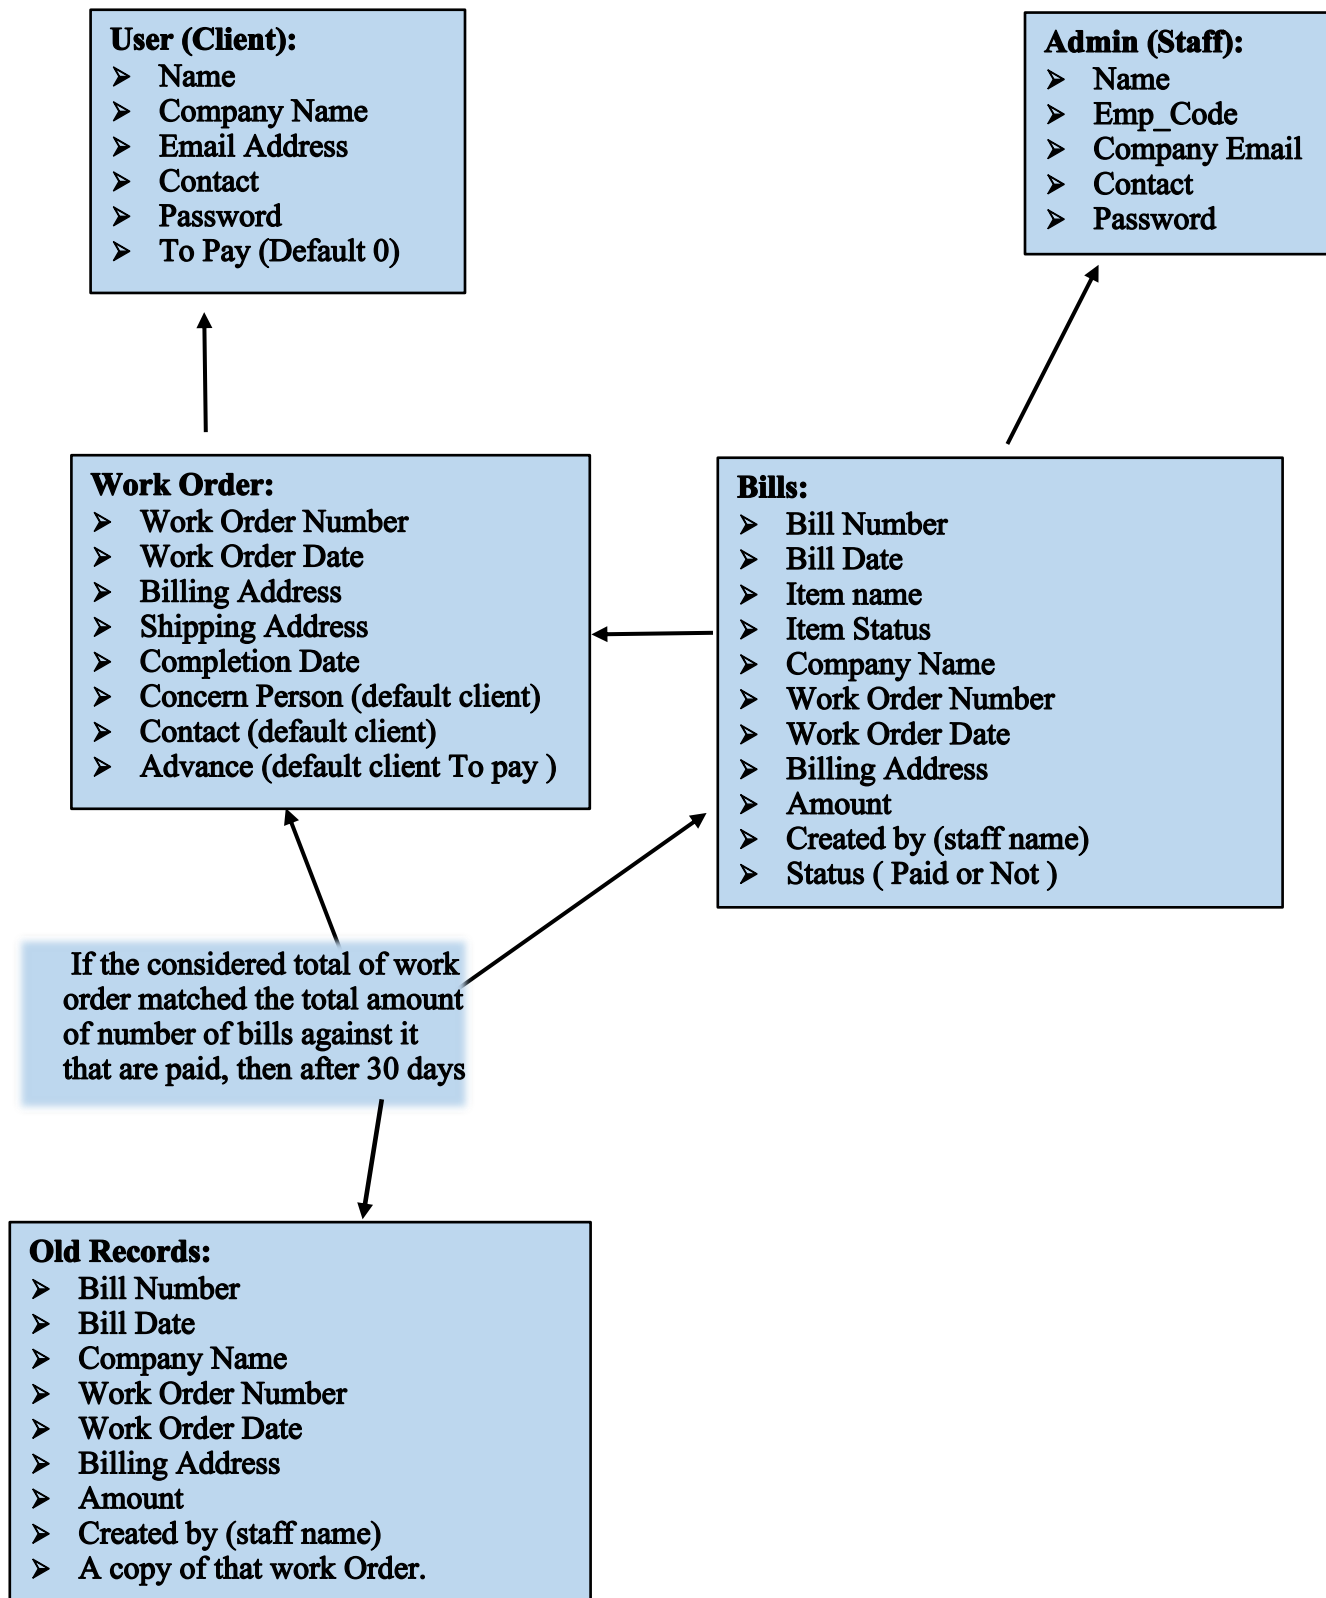 User (Client):
➤ Name
➤ Company Name
➤ Email Address
➤ Contact
➤ Password
➤ To Pay (Default 0)
Admin (Staff):
➤ Name
➤ Emp_Code
➤ Company Email
➤ Contact
➤ Password
Work Order:
➤ Work Order Number
➤ Work Order Date
➤ Billing Address
➤ Shipping Address
➤ Completion Date
➤ Concern Person (default client)
➤ Contact (default client)
➤ Advance (default client To pay )
Bills:
➤ Bill Number
➤ Bill Date
➤ Item name
➤ Item Status
➤ Company Name
➤ Work Order Number
➤ Work Order Date
➤ Billing Address
➤ Amount
➤ Created by (staff name)
➤ Status ( Paid or Not )
If the considered total of work
order matched the total amount
of number of bills against it
that are paid, then after 30 days
Old Records:
➤ Bill Number
➤ Bill Date
➤ Company Name
➤ Work Order Number
➤ Work Order Date
➤ Billing Address
➤ Amount
➤ Created by (staff name)
➤ A copy of that work Order.